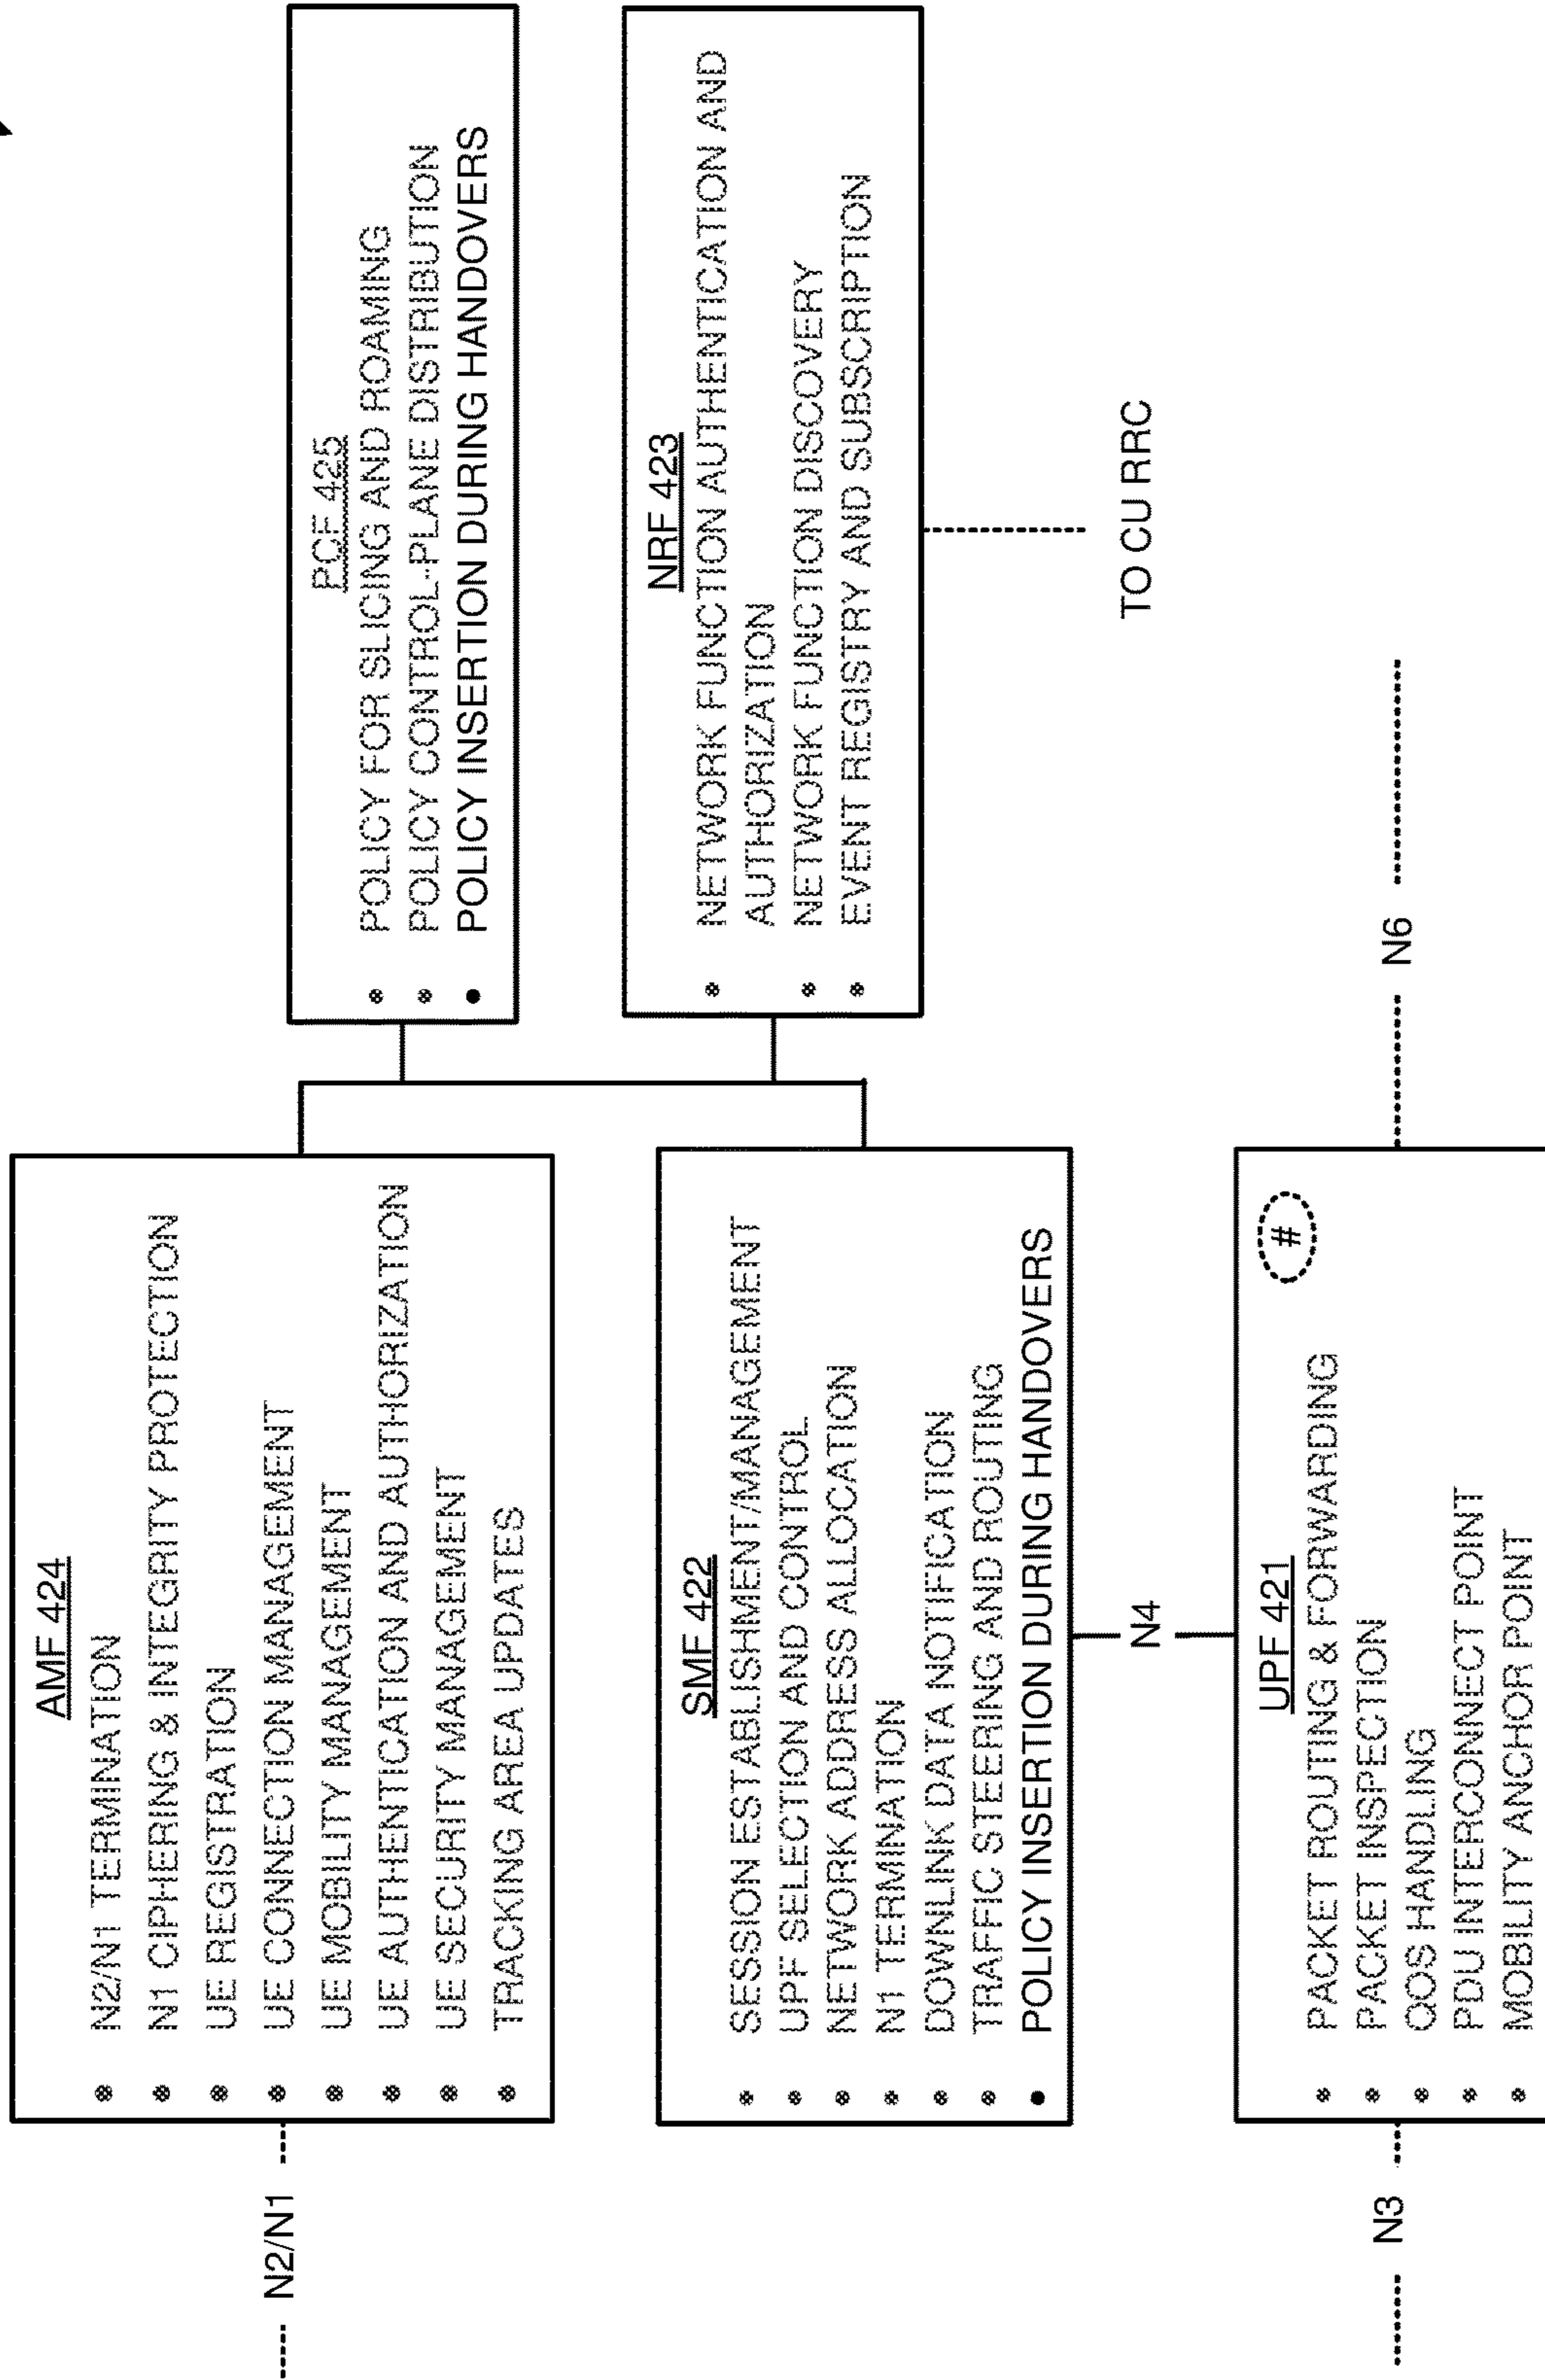 AMF 424
• N2/N1 TERMINATION
• N1 CIPHERING & INTEGRITY PROTECTION
• UE REGISTRATION
• UE CONNECTION MANAGEMENT
• UE MOBILITY MANAGEMENT
• UE AUTHENTICATION AND AUTHORIZATION
• UE SECURITY MANAGEMENT
• TRACKING AREA UPDATES
N2/N1
PCF 425
• POLICY FOR SLICING AND ROAMING
• POLICY CONTROL-PLANE DISTRIBUTION
• POLICY INSERTION DURING HANDOVERS
SMF 422
• SESSION ESTABLISHMENT/MANAGEMENT
• UPF SELECTION AND CONTROL
• NETWORK ADDRESS ALLOCATION
• N1 TERMINATION
• DOWNLINK DATA NOTIFICATION
• TRAFFIC STEERING AND ROUTING
• POLICY INSERTION DURING HANDOVERS
NRF 423
• NETWORK FUNCTION AUTHENTICATION AND
AUTHORIZATION
• NETWORK FUNCTION DISCOVERY
• EVENT REGISTRY AND SUBSCRIPTION
TO CU RRC
N4
UPF 421
#
• PACKET ROUTING & FORWARDING
• PACKET INSPECTION
• QOS HANDLING
• PDU INTERCONNECT POINT
• MOBILITY ANCHOR POINT
N3
N6